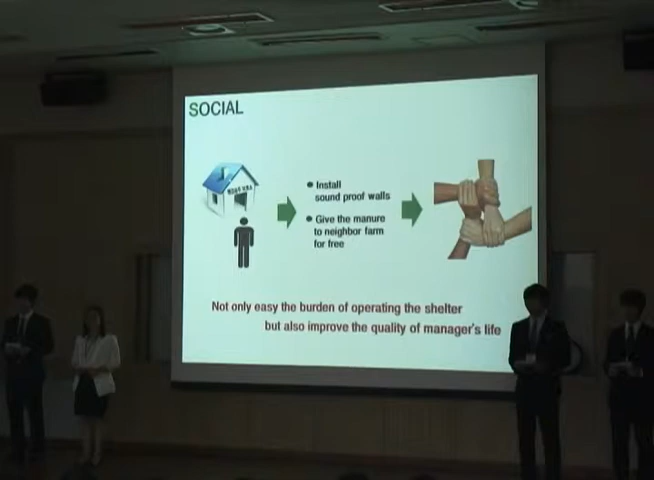 SOCIAL
Install
sound proof walls
Give the manure
to neighbor farm
for free
Not only easy the burden of operating the shelter
but also improve the quality of manager's life